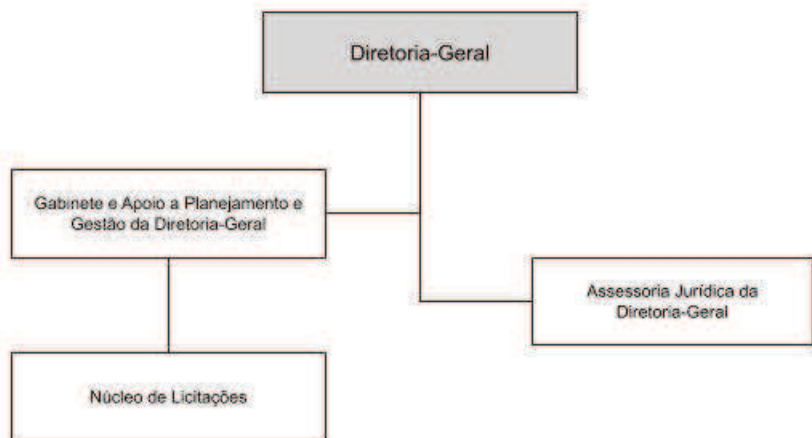 Diretoria-Geral
Gabinete e Apoio a Planejamento e
Gestão da Diretoria-Geral
Assessoria Jurídica da
Diretoria-Geral
Núcleo de Licitações